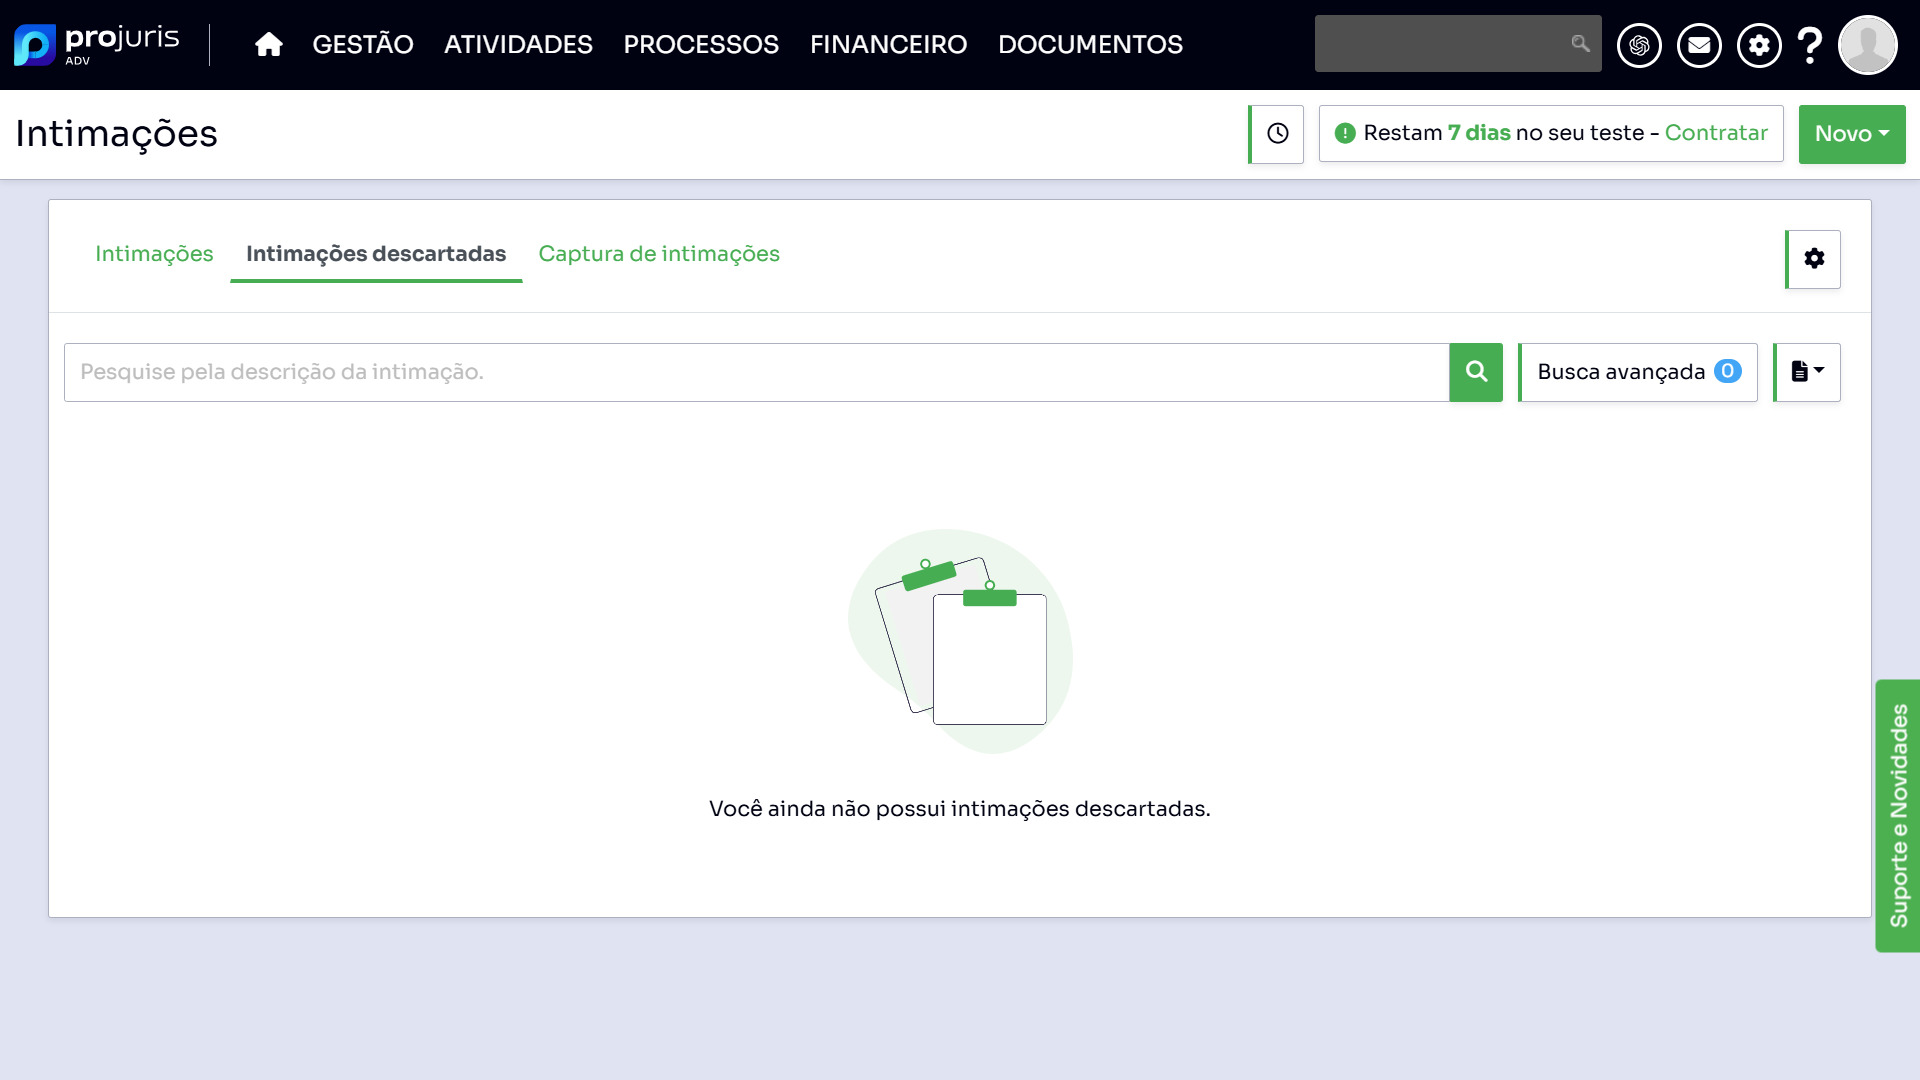 projuris
ADV
GESTÃO
ATIVIDADES
PROCESSOS
FINANCEIRO
DOCUMENTOS
Intimações
Restam 7 dias no seu teste - Contratar
Novo
Intimações
Intimações descartadas
Captura de intimações
Pesquise pela descrição da intimação.
Busca avançada 0
Você ainda não possui intimações descartadas.
Suporte e Novidades